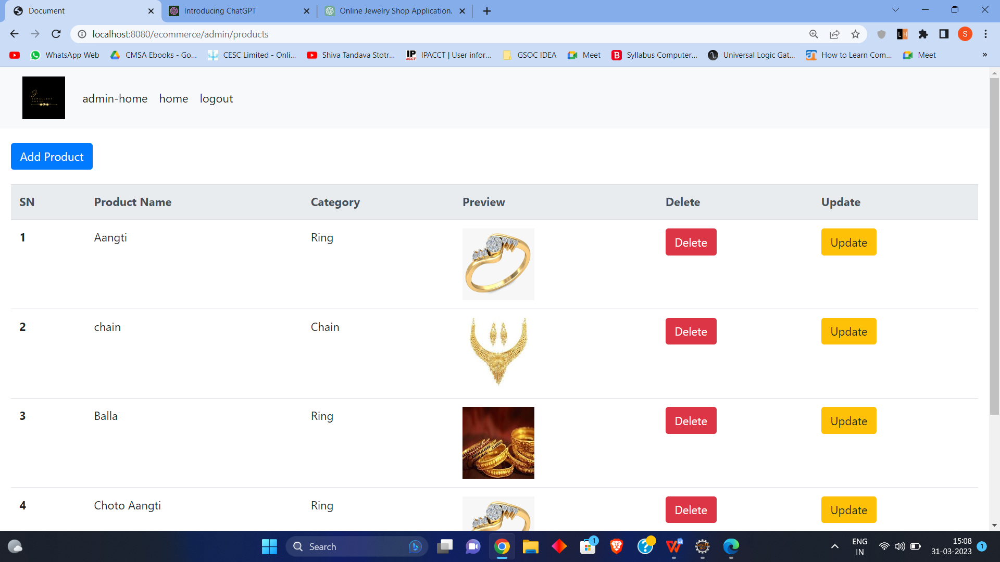 Document
Introducing ChatGPT
Online Jewelry Shop Application.
localhost:8080/ecommerce/admin/products
S
WhatsApp Web
CMSA Ebooks - Go...
CESC Limited - Onli...
Shiva Tandava Stotr...
IP
ACCT
IPACCT | User infor...
GSOC IDEA
Meet
B
Syllabus Computer...
Universal Logic Gat...
How to Learn Com...
Meet
»
admin-home
home
logout
Add Product
SN Product Name Category Preview Delete Update
1 Aangti Ring Delete Update
2 chain Chain Delete Update
3 Balla Ring Delete Update
4 Choto Aangti Ring Delete Update
Search
1
ENG
IN
15:08
31-03-2023
1